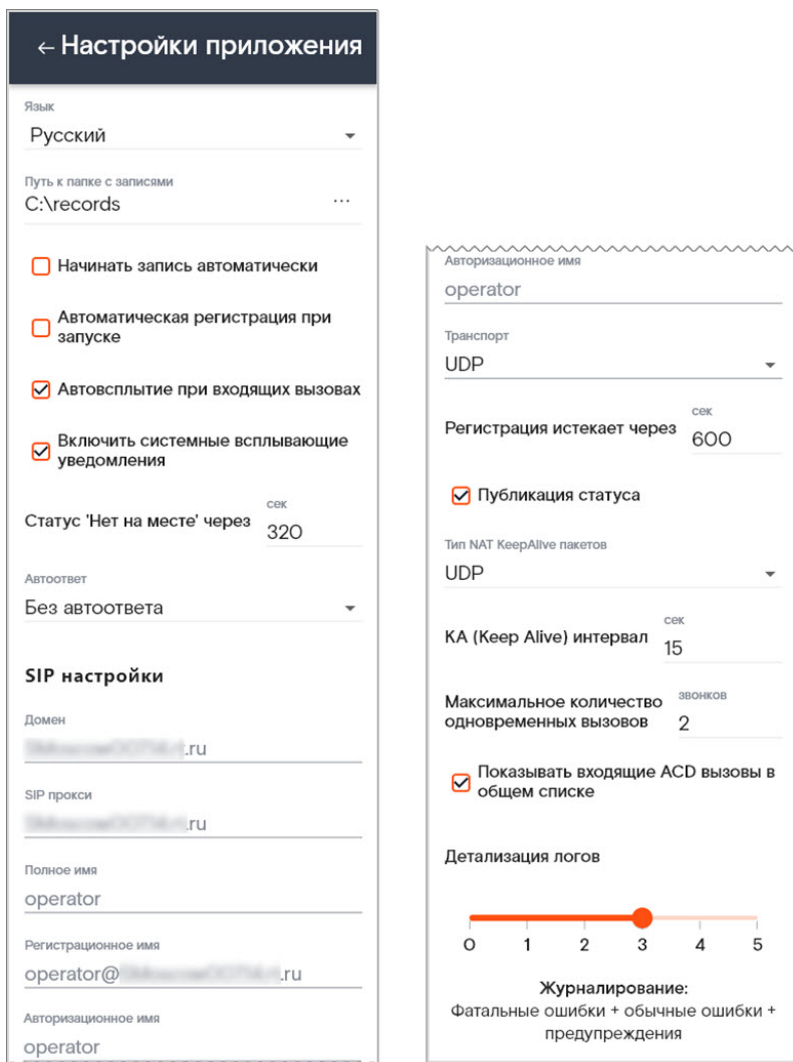 ← Настройки приложения
Язык
Русский
Путь к папке с записями
C:\records
...
Начинать запись автоматически
Автоматическая регистрация при
запуске
Автовсплытие при входящих вызовах
Включить системные всплывающие
уведомления
сек
Статус 'Нет на месте' через 320
Автоответ
Без автоответа
SIP настройки
Домен
.ru
SIP прокси
.ru
Полное имя
operator
Регистрационное имя
operator@ .ru
Авторизационное имя
operator
Авторизационное имя
operator
Транспорт
UDP
сек
Регистрация истекает через 600
Публикация статуса
Тип NAT KeepAlive пакетов
UDP
сек
KA (Keep Alive) интервал 15
Максимальное количество звонков
одновременных вызовов 2
Показывать входящие ACD вызовы в
общем списке
Детализация логов
0 1 2 3 4 5
Журналирование:
Фатальные ошибки + обычные ошибки +
предупреждения